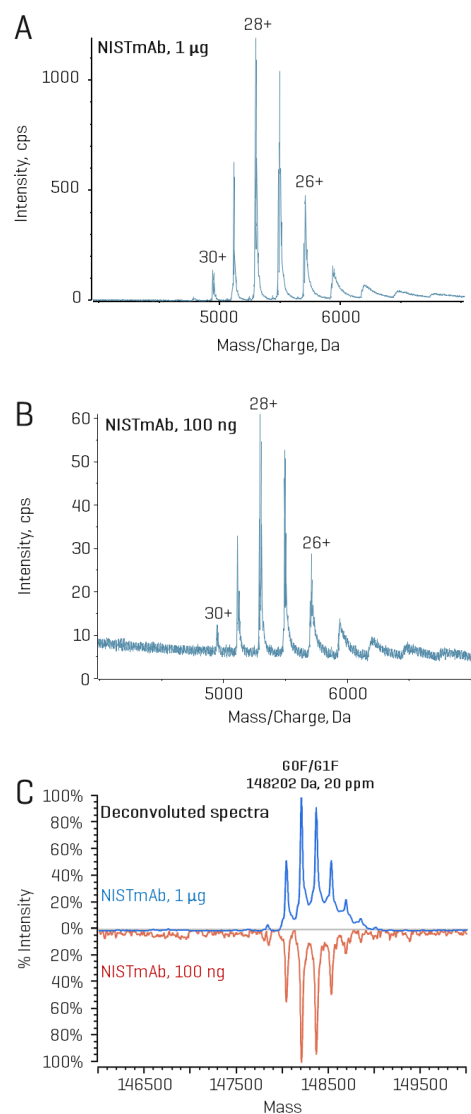 A
NISTmAb, 1 µg
28+
26+
30+
1000
500
0
Intensity, cps
5000
6000
Mass/Charge, Da
B
NISTmAb, 100 ng
28+
26+
30+
60
50
40
30
20
10
0
Intensity, cps
5000
6000
Mass/Charge, Da
C
G0F/G1F
148202 Da, 20 ppm
Deconvoluted spectra
NISTmAb, 1 µg
NISTmAb, 100 ng
100%
80%
60%
40%
20%
0%
20%
40%
60%
80%
100%
% Intensity
146500
147500
148500
149500
Mass